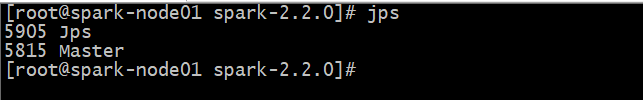 [root@spark-node01 spark-2.2.0]# jps
5905 Jps
5815 Master
[root@spark-node01 spark-2.2.0]#